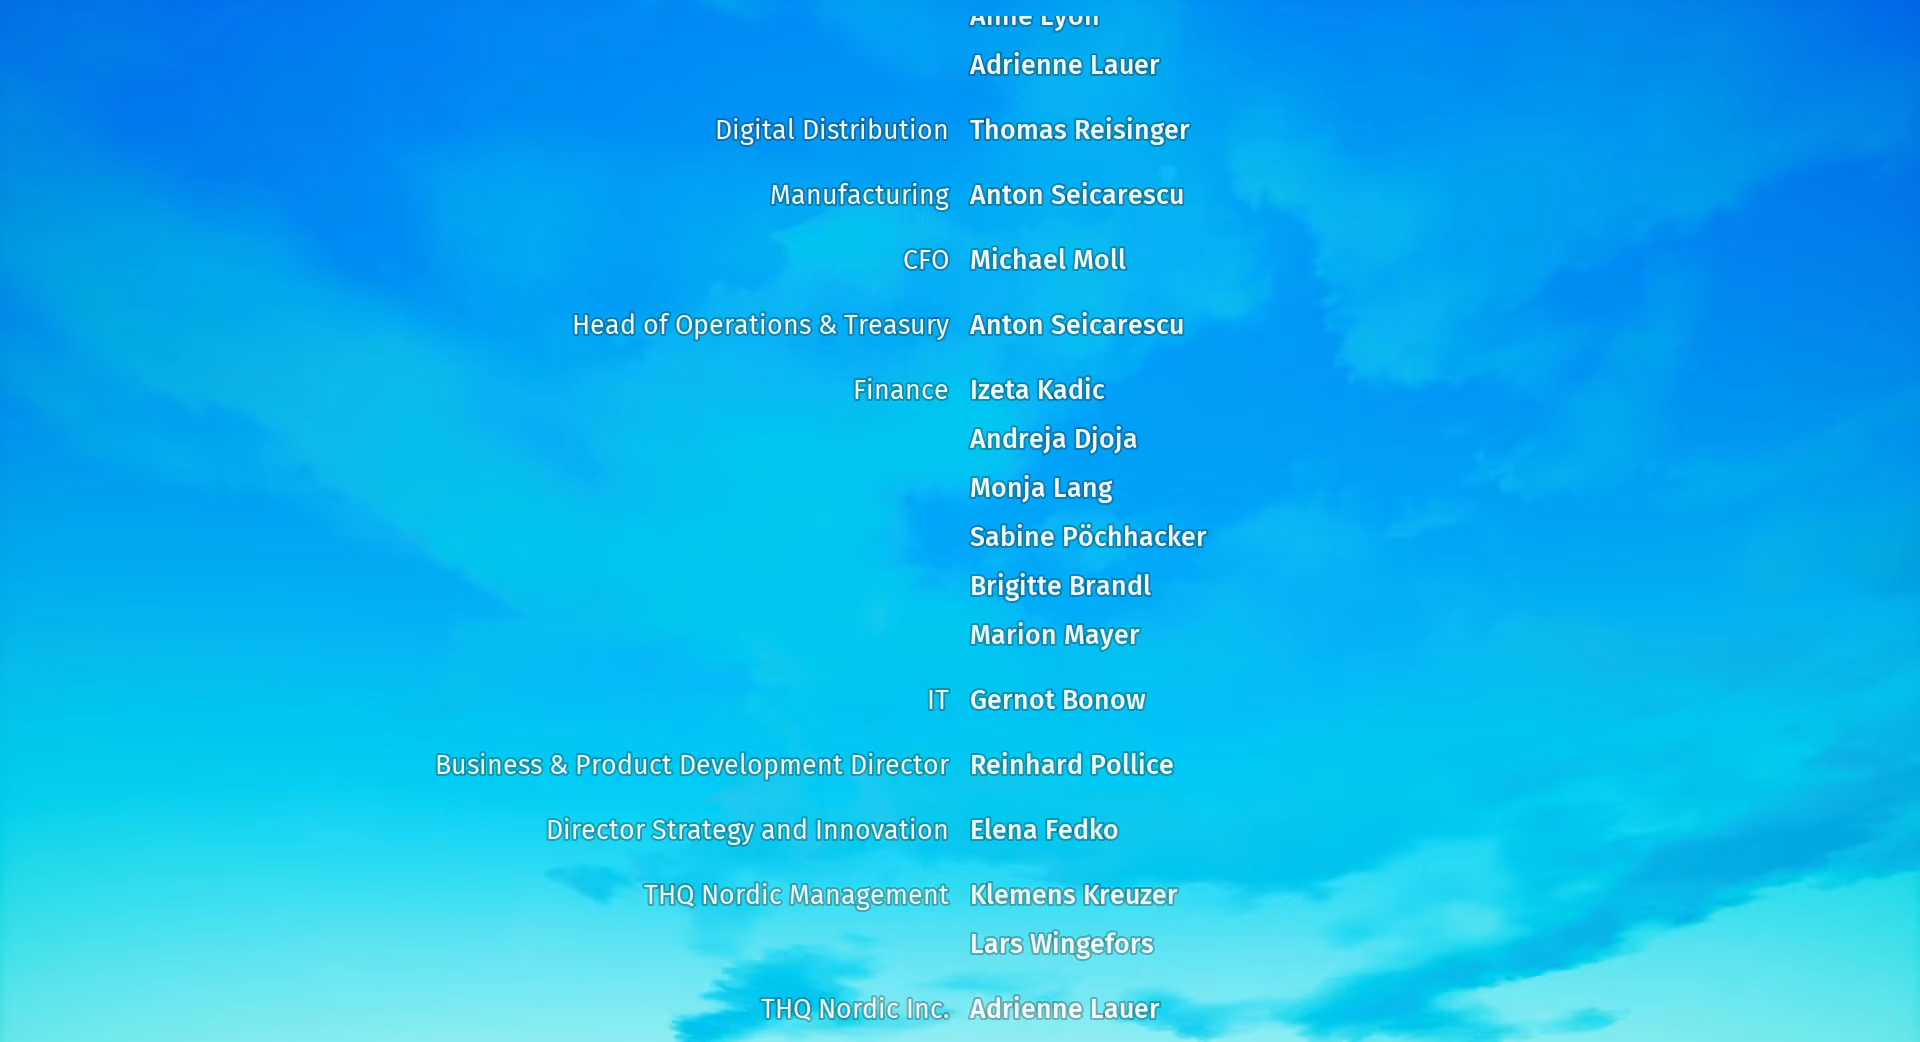 Anne Lyon
Adrienne Lauer
Digital Distribution Thomas Reisinger
Manufacturing Anton Seicarescu
CFO Michael Moll
Head of Operations & Treasury Anton Seicarescu
Finance Izeta Kadic
Andreja Djoja
Monja Lang
Sabine Pöchhacker
Brigitte Brandl
Marion Mayer
IT Gernot Bonow
Business & Product Development Director Reinhard Pollice
Director Strategy and Innovation Elena Fedko
THQ Nordic Management Klemens Kreuzer
Lars Wingefors
THQ Nordic Inc. Adrienne Lauer